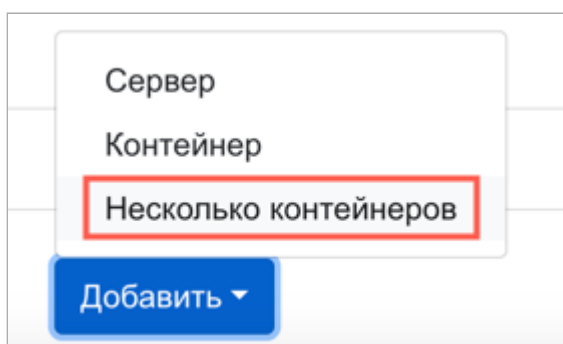 Сервер
Контейнер
Несколько контейнеров
Добавить